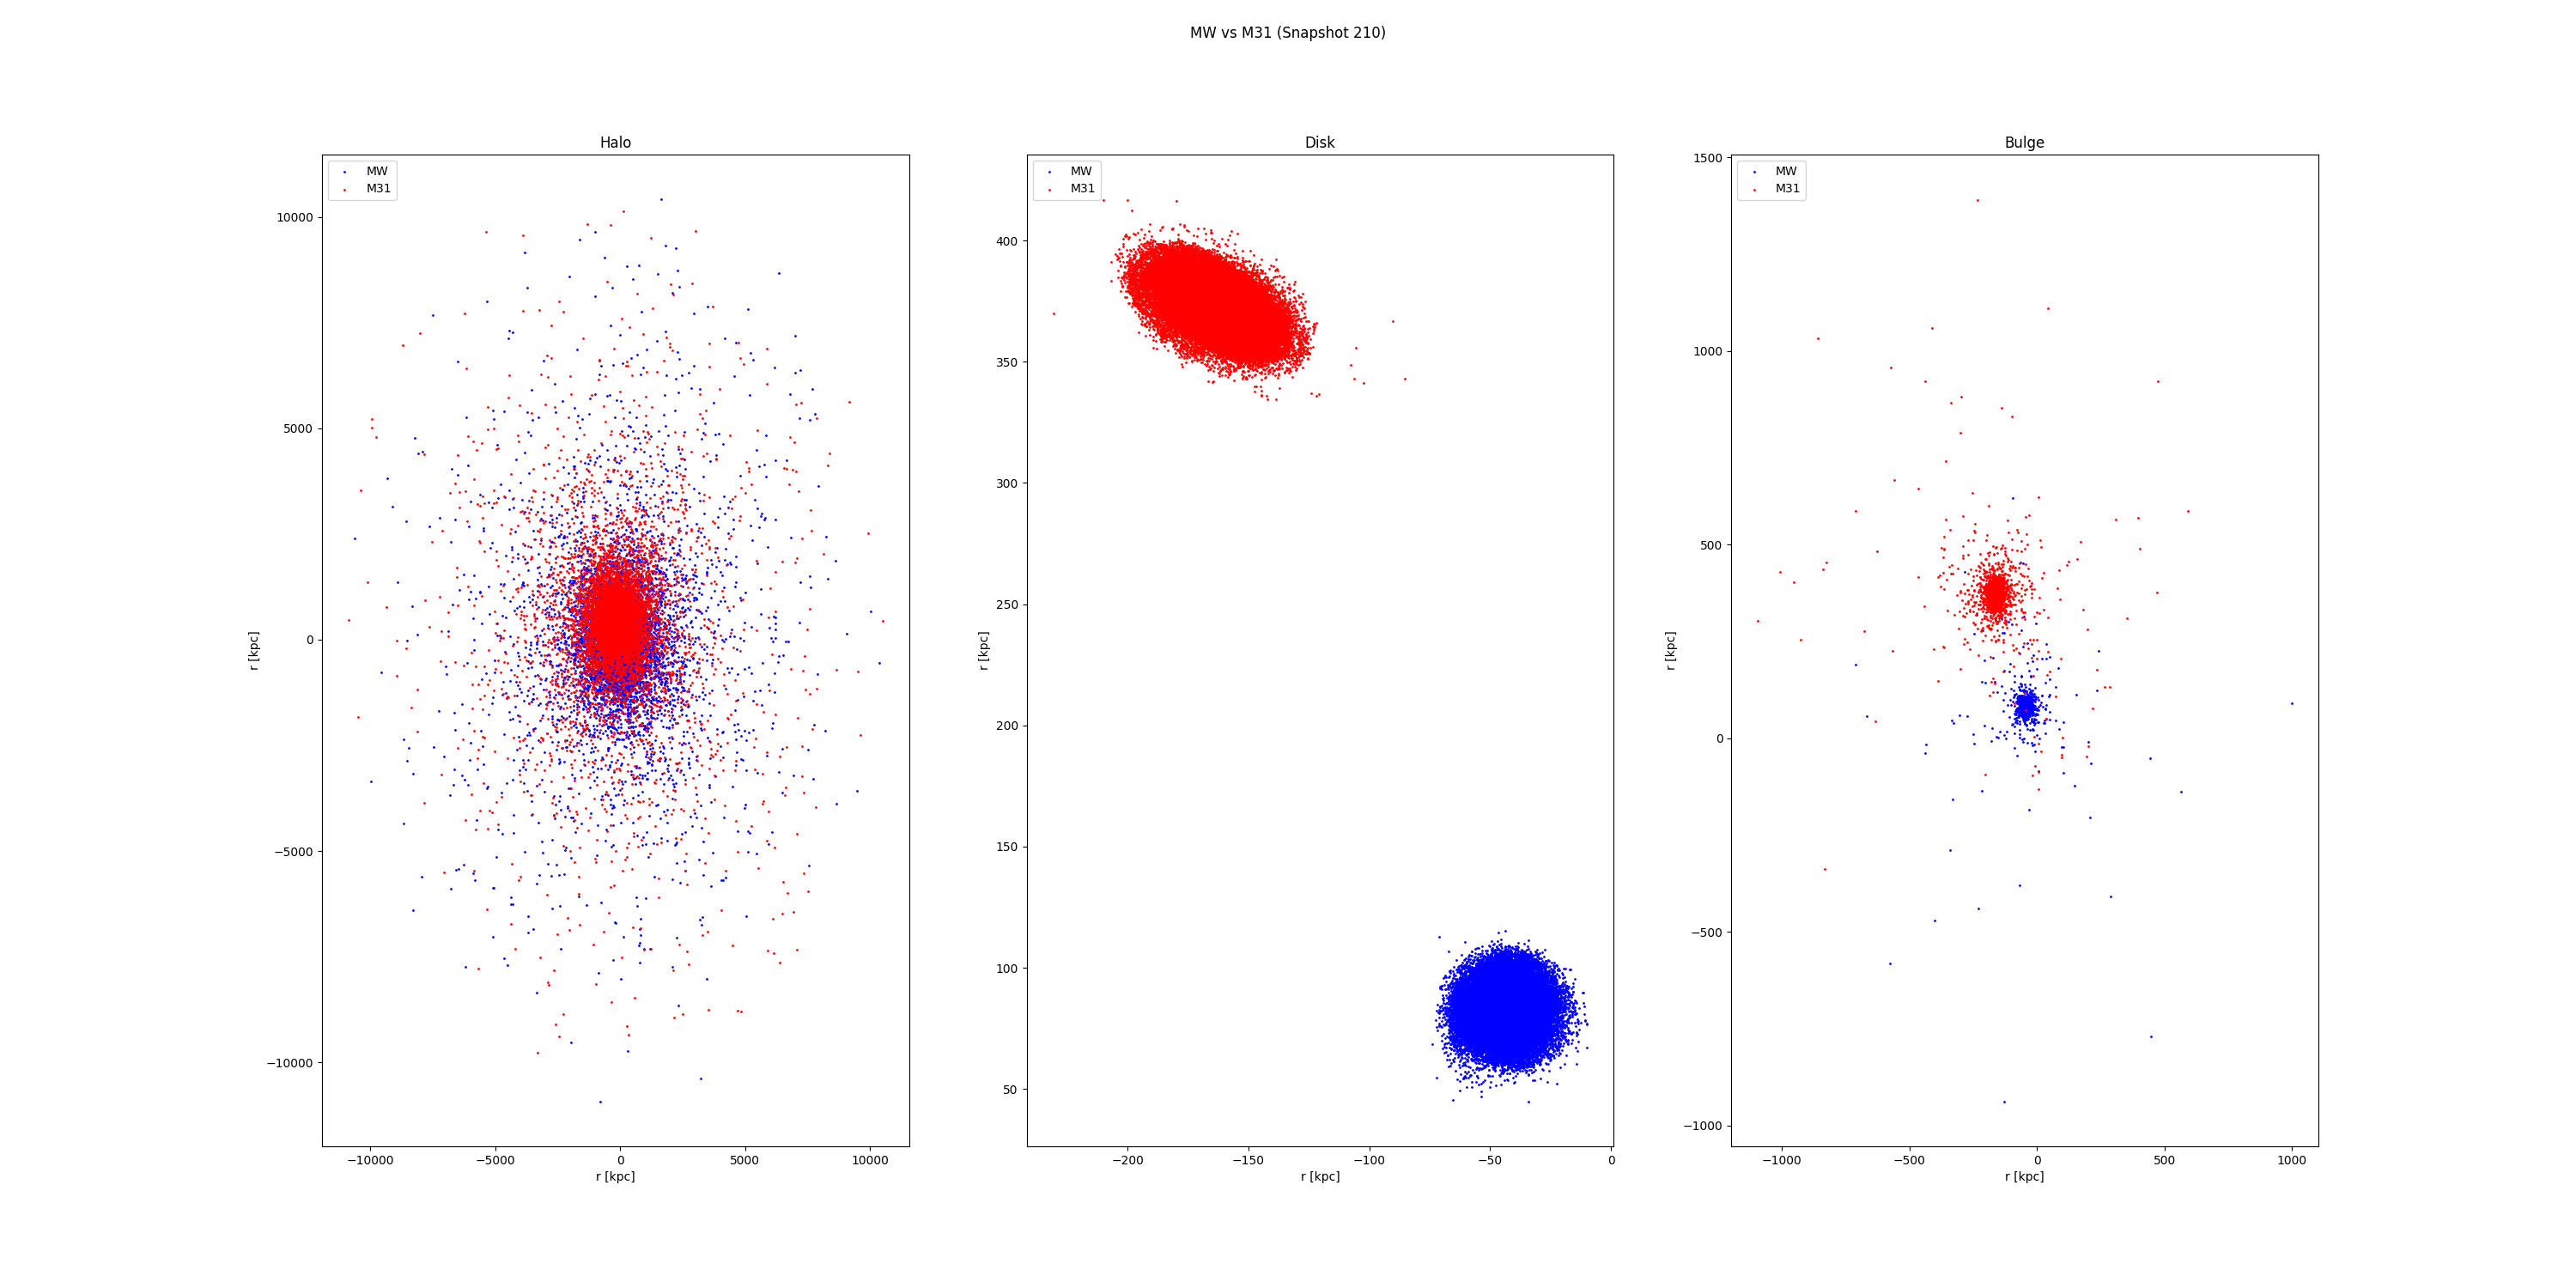 MW vs M31 (Snapshot 210)
Halo
MW
M31
10000
5000
0
−5000
−10000
r [kpc]
−10000 −5000 0 5000 10000
r [kpc]
Disk
MW
M31
400
350
300
250
200
150
100
50
r [kpc]
−200 −150 −100 −50 0
r [kpc]
Bulge
MW
M31
1500
1000
500
0
−500
−1000
r [kpc]
−1000 −500 0 500 1000
r [kpc]